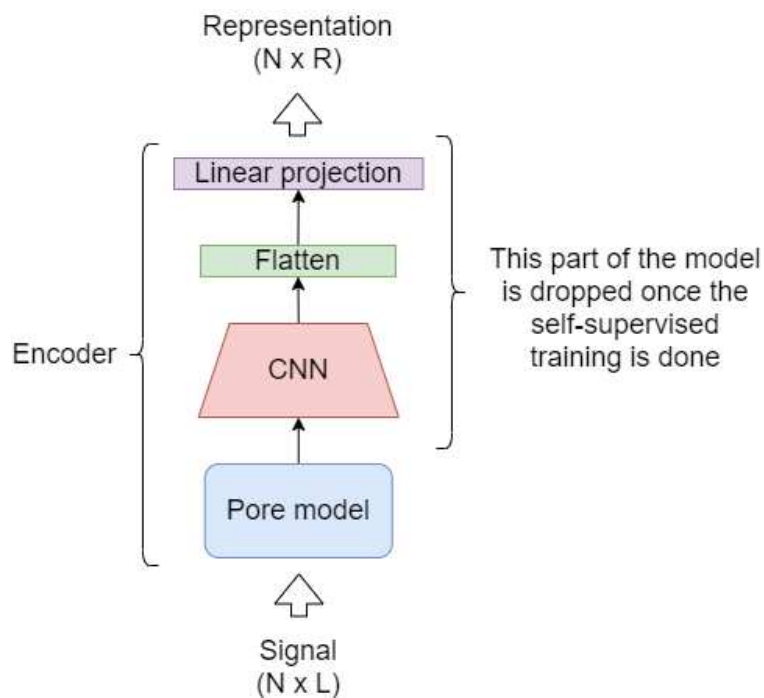 Representation
(N x R)
Linear projection
Flatten
This part of the model
is dropped once the
self-supervised
training is done
Encoder
CNN
Pore model
Signal
(N x L)